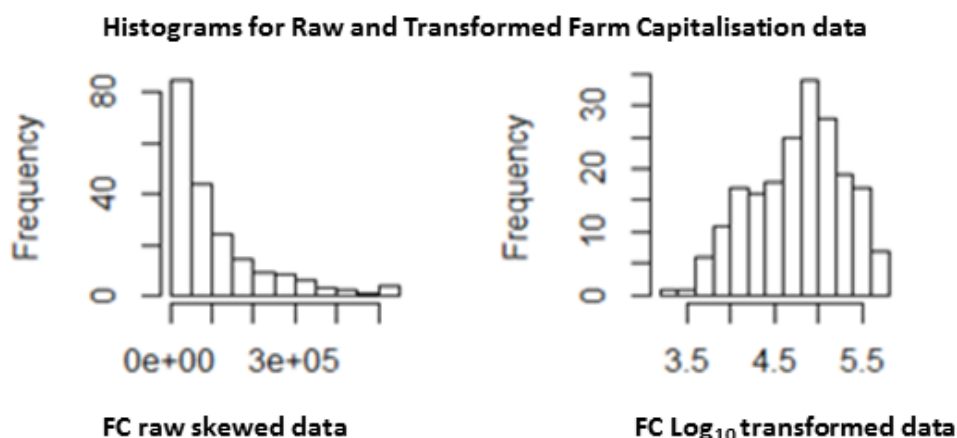 Histograms for Raw and Transformed Farm Capitalisation data
Frequency
80
40
0
0e+00 3e+05
FC raw skewed data
Frequency
30
20
10
0
3.5 4.5 5.5
FC Log₁₀ transformed data